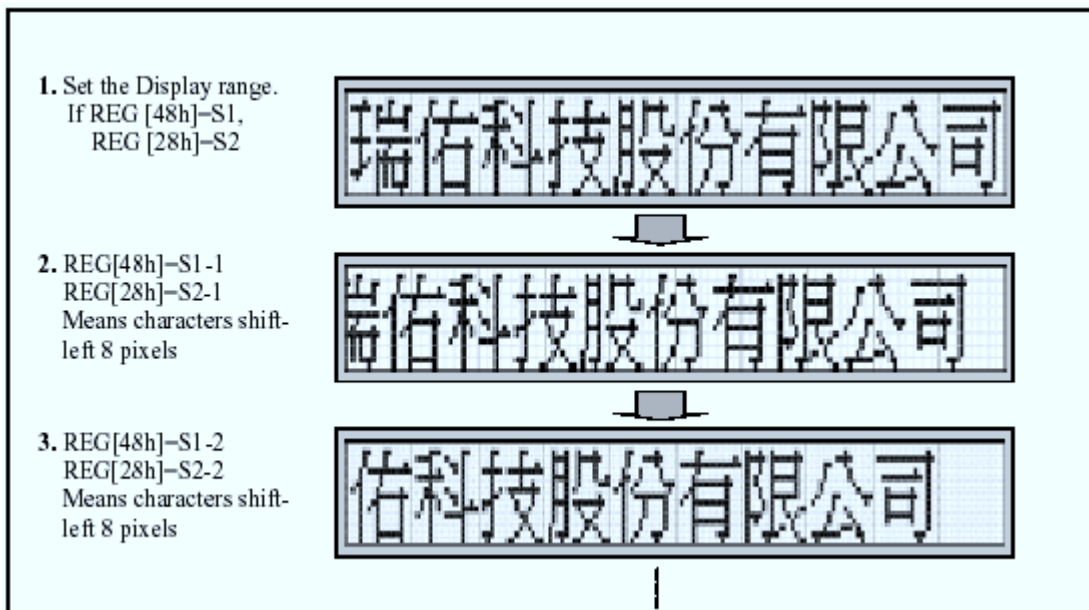 1. Set the Display range.
If REG [48h]=S1,
REG [28h]=S2
瑞佑科技股份有限公司
2. REG[48h]=S1-1
REG[28h]=S2-1
Means characters shift-
left 8 pixels
瑞佑科技股份有限公司
3. REG[48h]=S1-2
REG[28h]=S2-2
Means characters shift-
left 8 pixels
佑科技股份有限公司